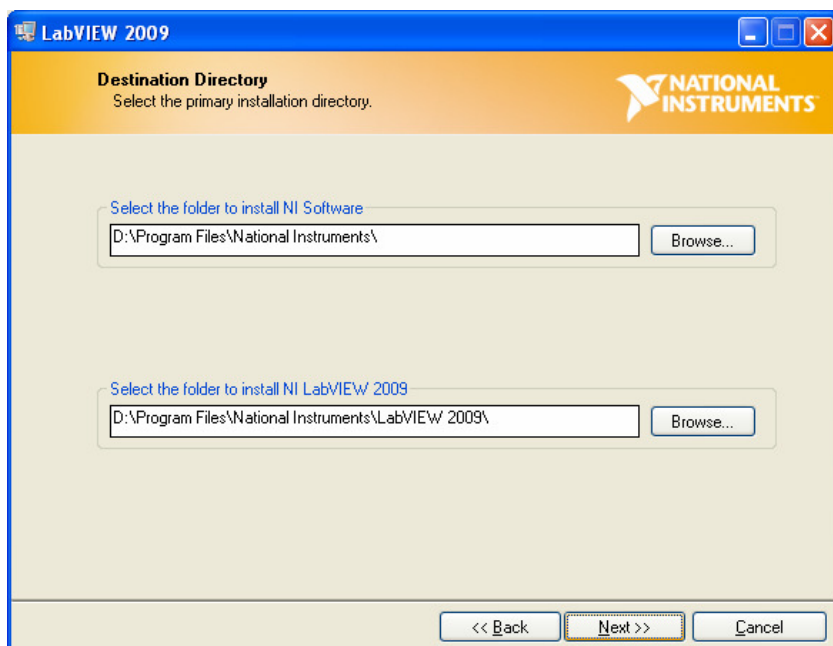 LabVIEW 2009
Destination Directory
Select the primary installation directory.
NATIONAL
INSTRUMENTS
Select the folder to install NI Software
D:\Program Files\National Instruments\
Browse...
Select the folder to install NI LabVIEW 2009
D:\Program Files\National Instruments\LabVIEW 2009\
Browse...
<< Back
Next >>
Cancel